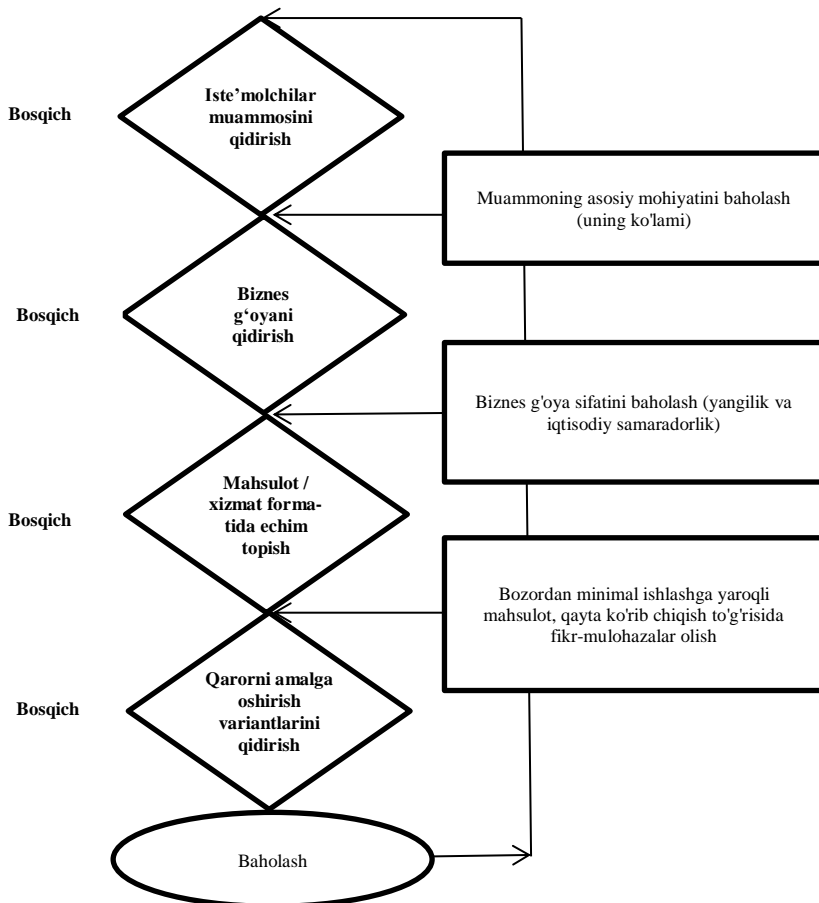 Bosqich
Iste’molchilar
muammosini
qidirish
Muammoning asosiy mohiyatini baholash
(uning ko'lami)
Bosqich
Biznes
g‘oyani
qidirish
Biznes g'oya sifatini baholash (yangilik va
iqtisodiy samaradorlik)
Bosqich
Mahsulot /
xizmat forma-
tida echim
topish
Bozordan minimal ishlashga yaroqli
mahsulot, qayta ko'rib chiqish to'g'risida
fikr-mulohazalar olish
Bosqich
Qarorni amalga
oshirish
variantlarini
qidirish
Baholash